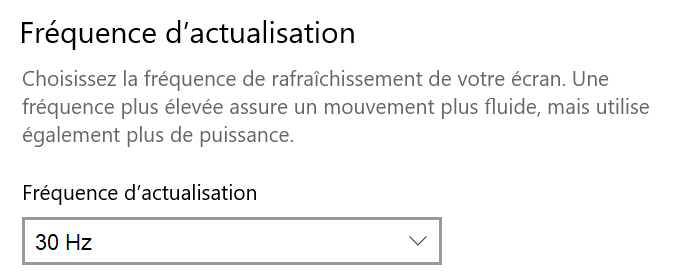 Fréquence d’actualisation
Choisissez la fréquence de rafraîchissement de votre écran. Une
fréquence plus élevée assure un mouvement plus fluide, mais utilise
également plus de puissance.
Fréquence d’actualisation
30 Hz